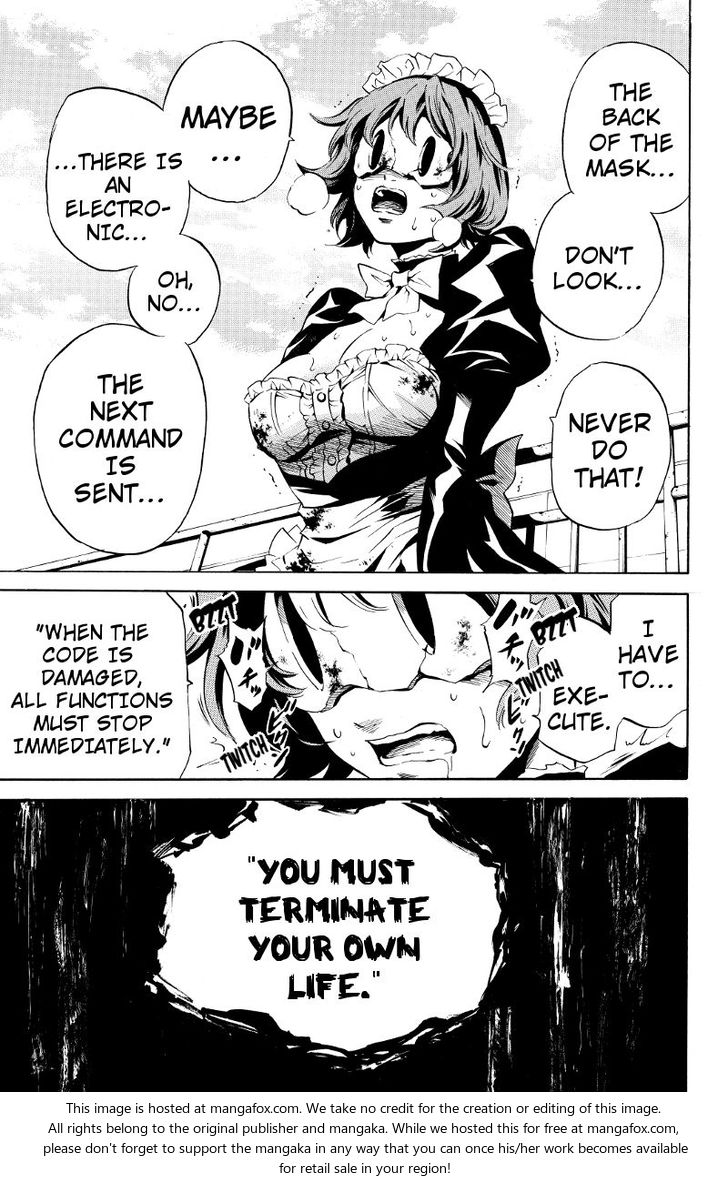 THE
BACK
OF THE
MASK...
DON'T
LOOK...
NEVER
DO
THAT!
MAYBE
...
...THERE IS
AN
ELECTRO-
NIC...
OH,
NO...
THE
NEXT
COMMAND
IS
SENT...
I
HAVE
TO...
EXE-
CUTE.
BZZT
チッ
TWITCH
ビッ
BZZT
TWITCH
"WHEN THE
CODE IS
DAMAGED,
ALL FUNCTIONS
MUST STOP
IMMEDIATELY."
"YOU MUST
TERMINATE
YOUR OWN
LIFE."
This image is hosted at mangafox.com. We take no credit for the creation or editing of this image.
All rights belong to the original publisher and mangaka. While we hosted this for free at mangafox.com,
please don't forget to support the mangaka in any way that you can once his/her work becomes available
for retail sale in your region!